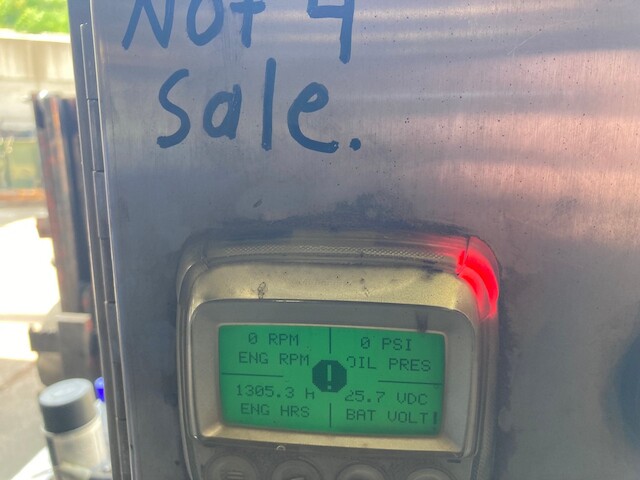 Not 4
Sale.
0 RPM 0 PSI
ENG RPM OIL PRES
!
1305.3 H 25.7 VDC
ENG HRS BAT VOLT!